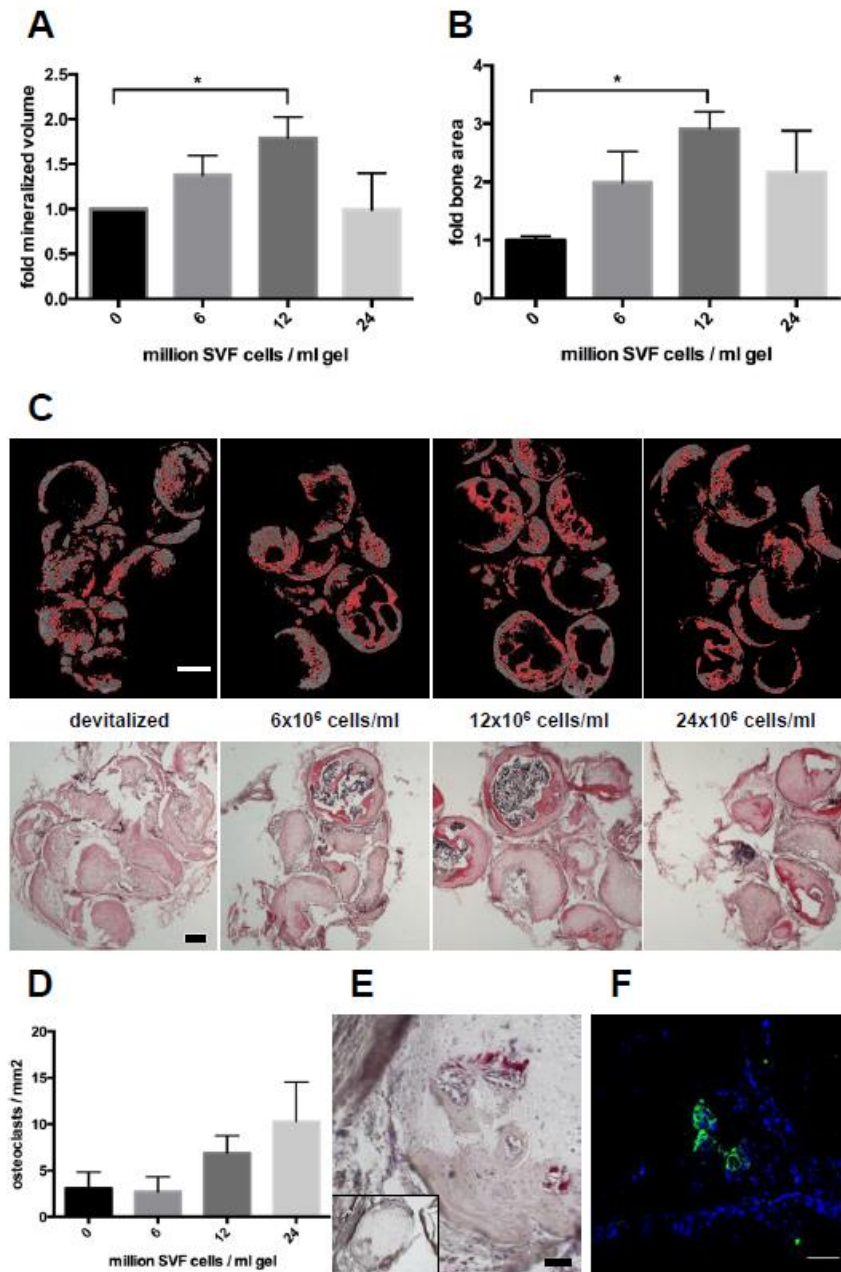 A
fold mineralized volume
2.5
2.0
1.5
1.0
0.5
0.0
*
0
6
12
24
million SVF cells / ml gel
B
fold bone area
4
3
2
1
0
*
0
6
12
24
million SVF cells / ml gel
C
devitalized
6x10⁶ cells/ml
12x10⁶ cells/ml
24x10⁶ cells/ml
D
osteoclasts / mm2
20
15
10
5
0
0
6
12
24
million SVF cells / ml gel
E
F